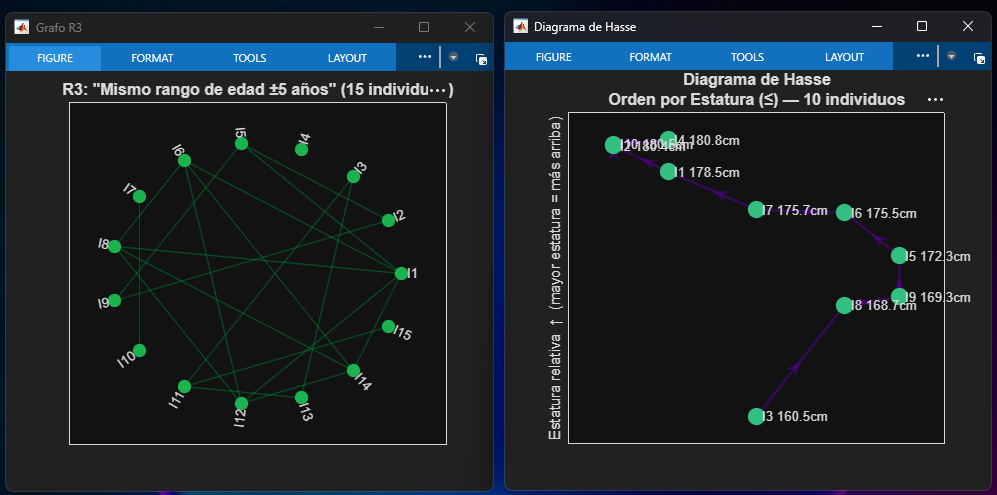 Grafo R3
FIGURE FORMAT TOOLS LAYOUT
R3: "Mismo rango de edad ±5 años" (15 individu...)
I5
I4
I6
I3
I7
I2
I8
I1
I9
I15
I10
I14
I11
I12
I13
Diagrama de Hasse
FIGURE FORMAT TOOLS LAYOUT
Diagrama de Hasse
Orden por Estatura (≤) — 10 individuos
Estatura relativa ↑ (mayor estatura = más arriba)
I4 180.8cm
I2 180.4cm
I1 178.5cm
I7 175.7cm
I6 175.5cm
I5 172.3cm
I9 169.3cm
I8 168.7cm
I3 160.5cm